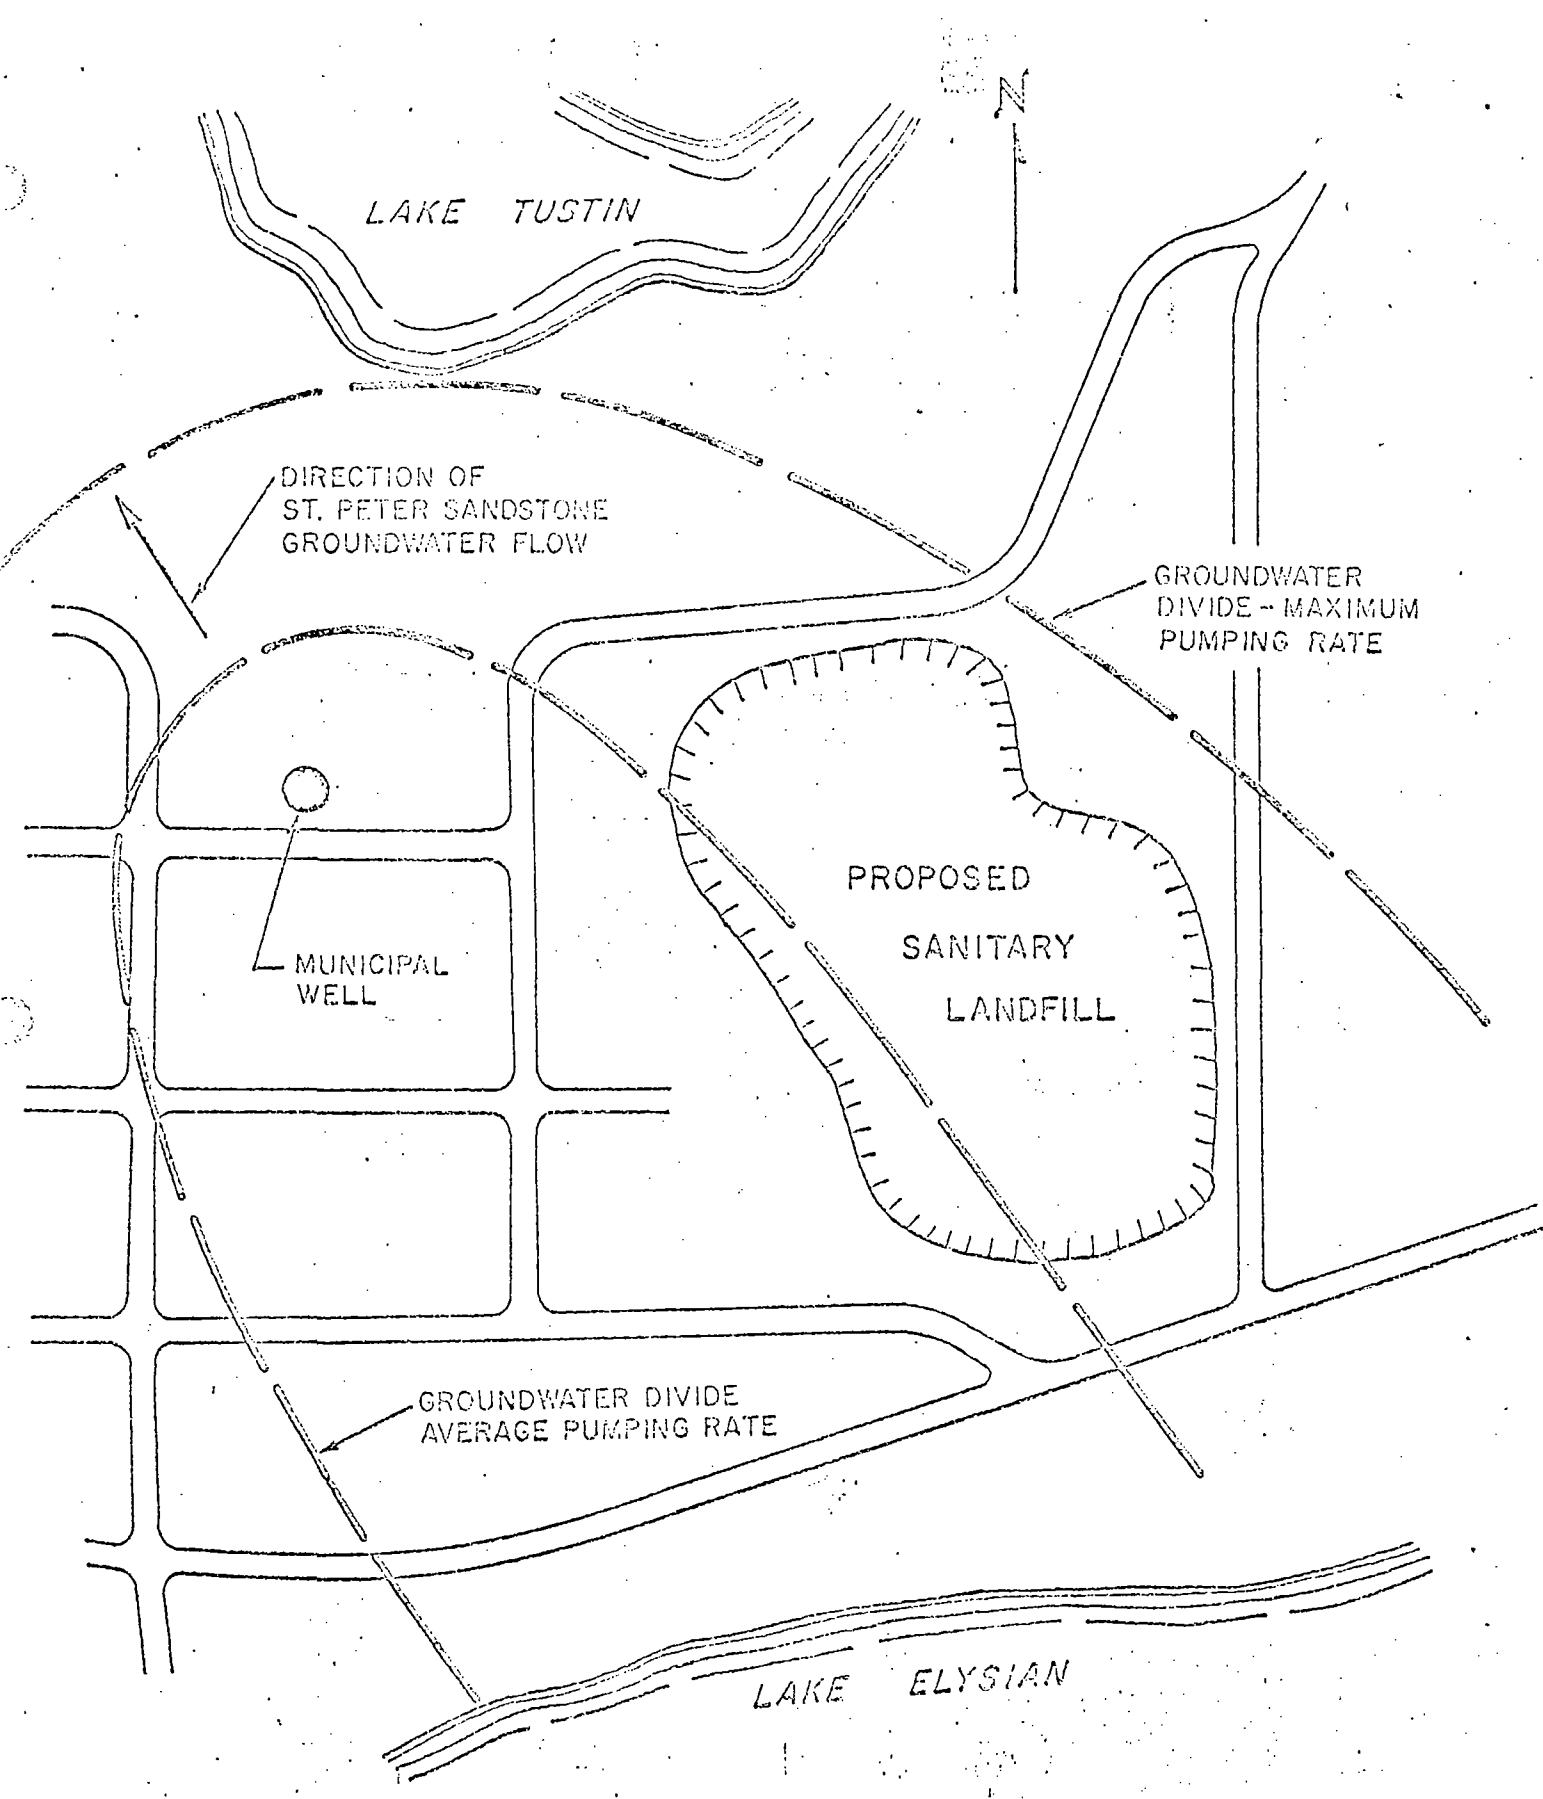 N
LAKE TUSTIN
DIRECTION OF
ST. PETER SANDSTONE
GROUNDWATER FLOW
GROUNDWATER
DIVIDE - MAXIMUM
PUMPING RATE
PROPOSED
SANITARY
LANDFILL
MUNICIPAL
WELL
GROUNDWATER DIVIDE
AVERAGE PUMPING RATE
LAKE ELYSIAN